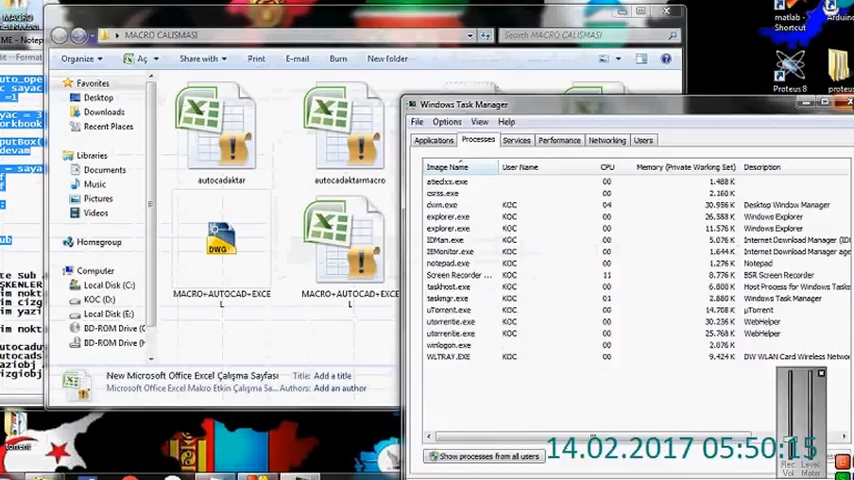 MACRO
matlab -
Shortcut
Arduino
Proteus 8
MACRO CALISMASI
Search MACRO CALISMASI
Organize
Aç
Share with
Print
Burn
New folder
Favorites
Desktop
Downloads
Recent Places
Libraries
Documents
Music
Pictures
Videos
Homegroup
Computer
Local Disk (C:)
KOC (D:)
Local Disk (E:)
BD-ROM Drive (
BD-ROM Drive (H
autocadaktar
autocadaktarmacro
DWG
MACRO+AUTOCAD+EXCE
L
MACRO+AUTOCAD+EXCE
L
New Microsoft Office Excel Çalışma Sayfası
Title: Add a title
Microsoft Office Excel Makro Etkin Çalışma Sa...
Authors: Add an author
Windows Task Manager
File Options View Help
Applications Processes Services Performance Networking Users
Image Name User Name CPU Memory (Private Working Set) Description
atiedxx.exe 00 1.488 K
csrss.exe 00 2.160 K
dwm.exe KOC 04 30.936 K Desktop Window Manager
explorer.exe KOC 00 26.388 K Windows Explorer
explorer.exe KOC 00 11.576 K Windows Explorer
IDMan.exe KOC 00 5.076 K Internet Download Manager (ID
IEMonitor.exe KOC 00 1.644 K Internet Download Manager a
notepad.exe KOC 00 1.276 K Notepad
Screen Recorder ... KOC 11 8.776 K BSR Screen Recorder
taskhost.exe KOC 00 6.800 K Host Process for Windows Tasks
taskmgr.exe KOC 01 2.880 K Windows Task Manager
uTorrent.exe KOC 00 14.708 K µTorrent
utorrentie.exe KOC 00 30.236 K WebHelper
utorrentie.exe KOC 00 25.768 K WebHelper
winlogon.exe 00 2.076 K
WLTRAY.EXE KOC 00 9.424 K DW WLAN Card Wireless Netwo
Show processes from all users
14.02.2017 05:50:15
Rec. Level
Vol Meter